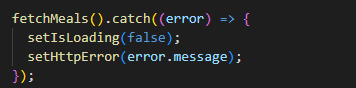 fetchMeals().catch((error) => {
  setIsLoading(false);
  setHttpError(error.message);
});